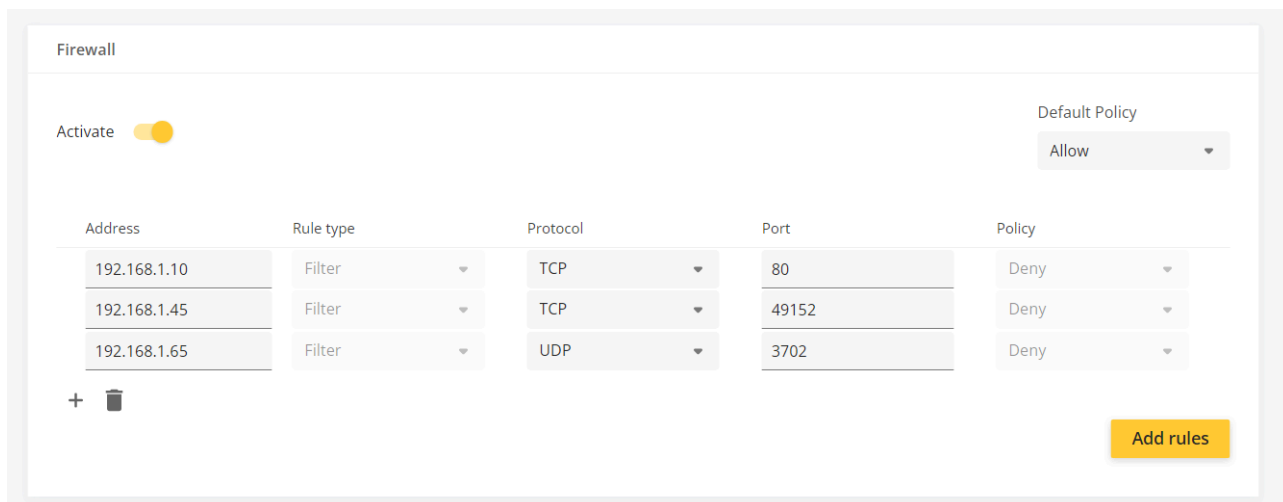 Firewall
Default Policy
Activate
Allow
Address Rule type Protocol Port Policy
192.168.1.10 Filter TCP 80 Deny
192.168.1.45 Filter TCP 49152 Deny
192.168.1.65 Filter UDP 3702 Deny
+
Add rules